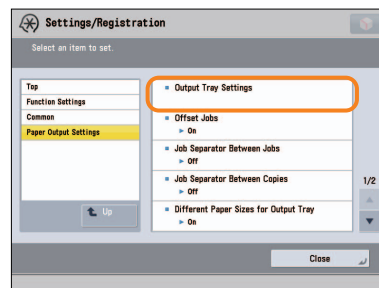 Settings/Registration
Select an item to set.
Top
Function Settings
Common
Paper Output Settings
Up
Output Tray Settings
Offset Jobs
► On
Job Separator Between Jobs
► Off
Job Separator Between Copies
► Off
Different Paper Sizes for Output Tray
► On
1/2
Close